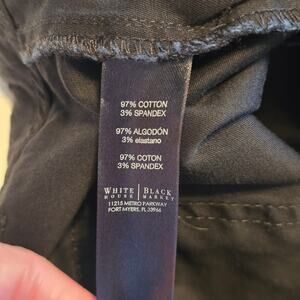 97% COTTON
3% SPANDEX
97% ALGODÓN
3% elastano
97% COTON
3% SPANDEX
WHITE | BLACK
HOUSE | MARKET
11215 METRO PARKWAY
FORT MYERS, FL 33966